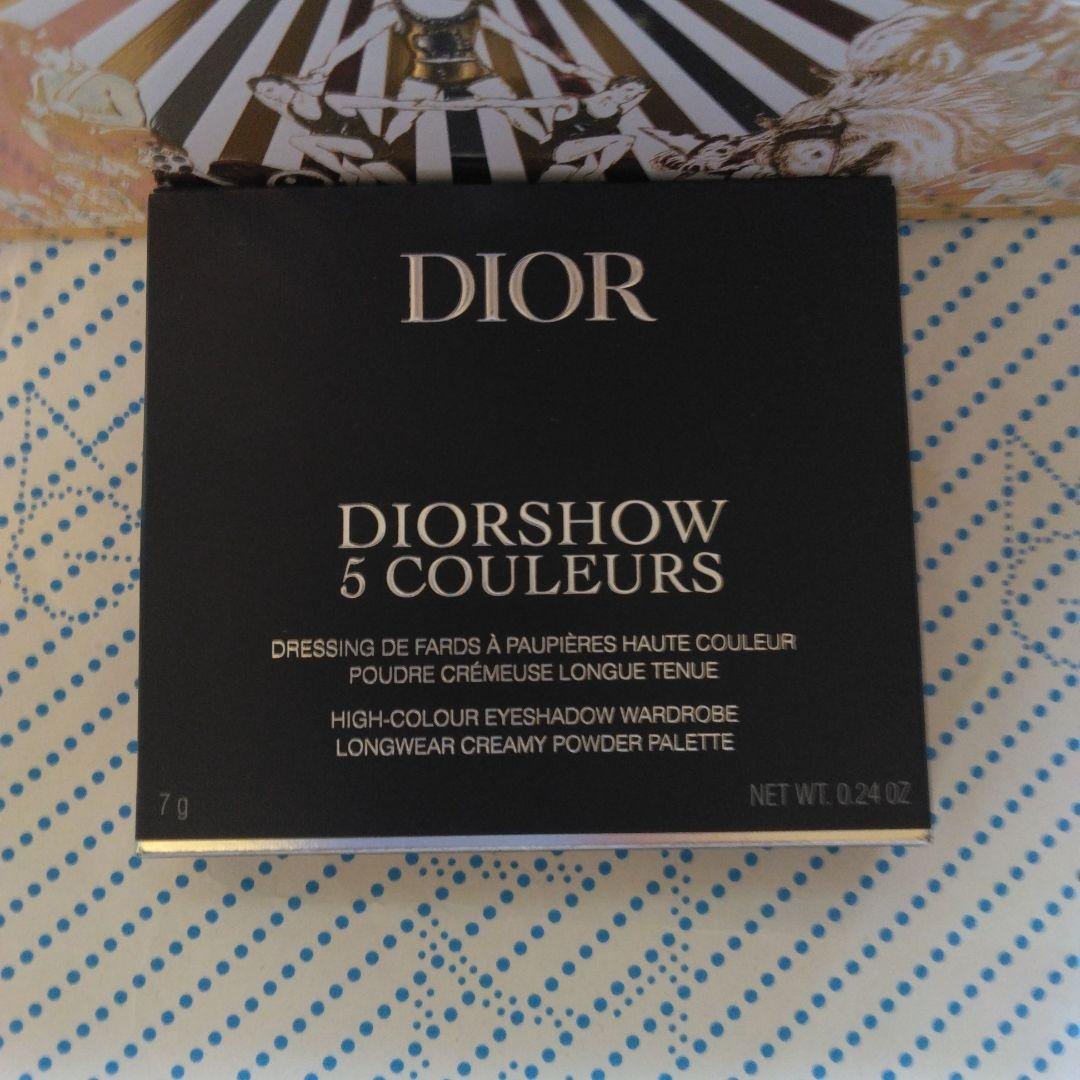 DIOR
DIORSHOW
5 COULEURS
DRESSING DE FARDS À PAUPIÈRES HAUTE COULEUR
POUDRE CRÉMEUSE LONGUE TENUE
HIGH-COLOUR EYESHADOW WARDROBE
LONGWEAR CREAMY POWDER PALETTE
7 g
NET WT. 0.24 OZ